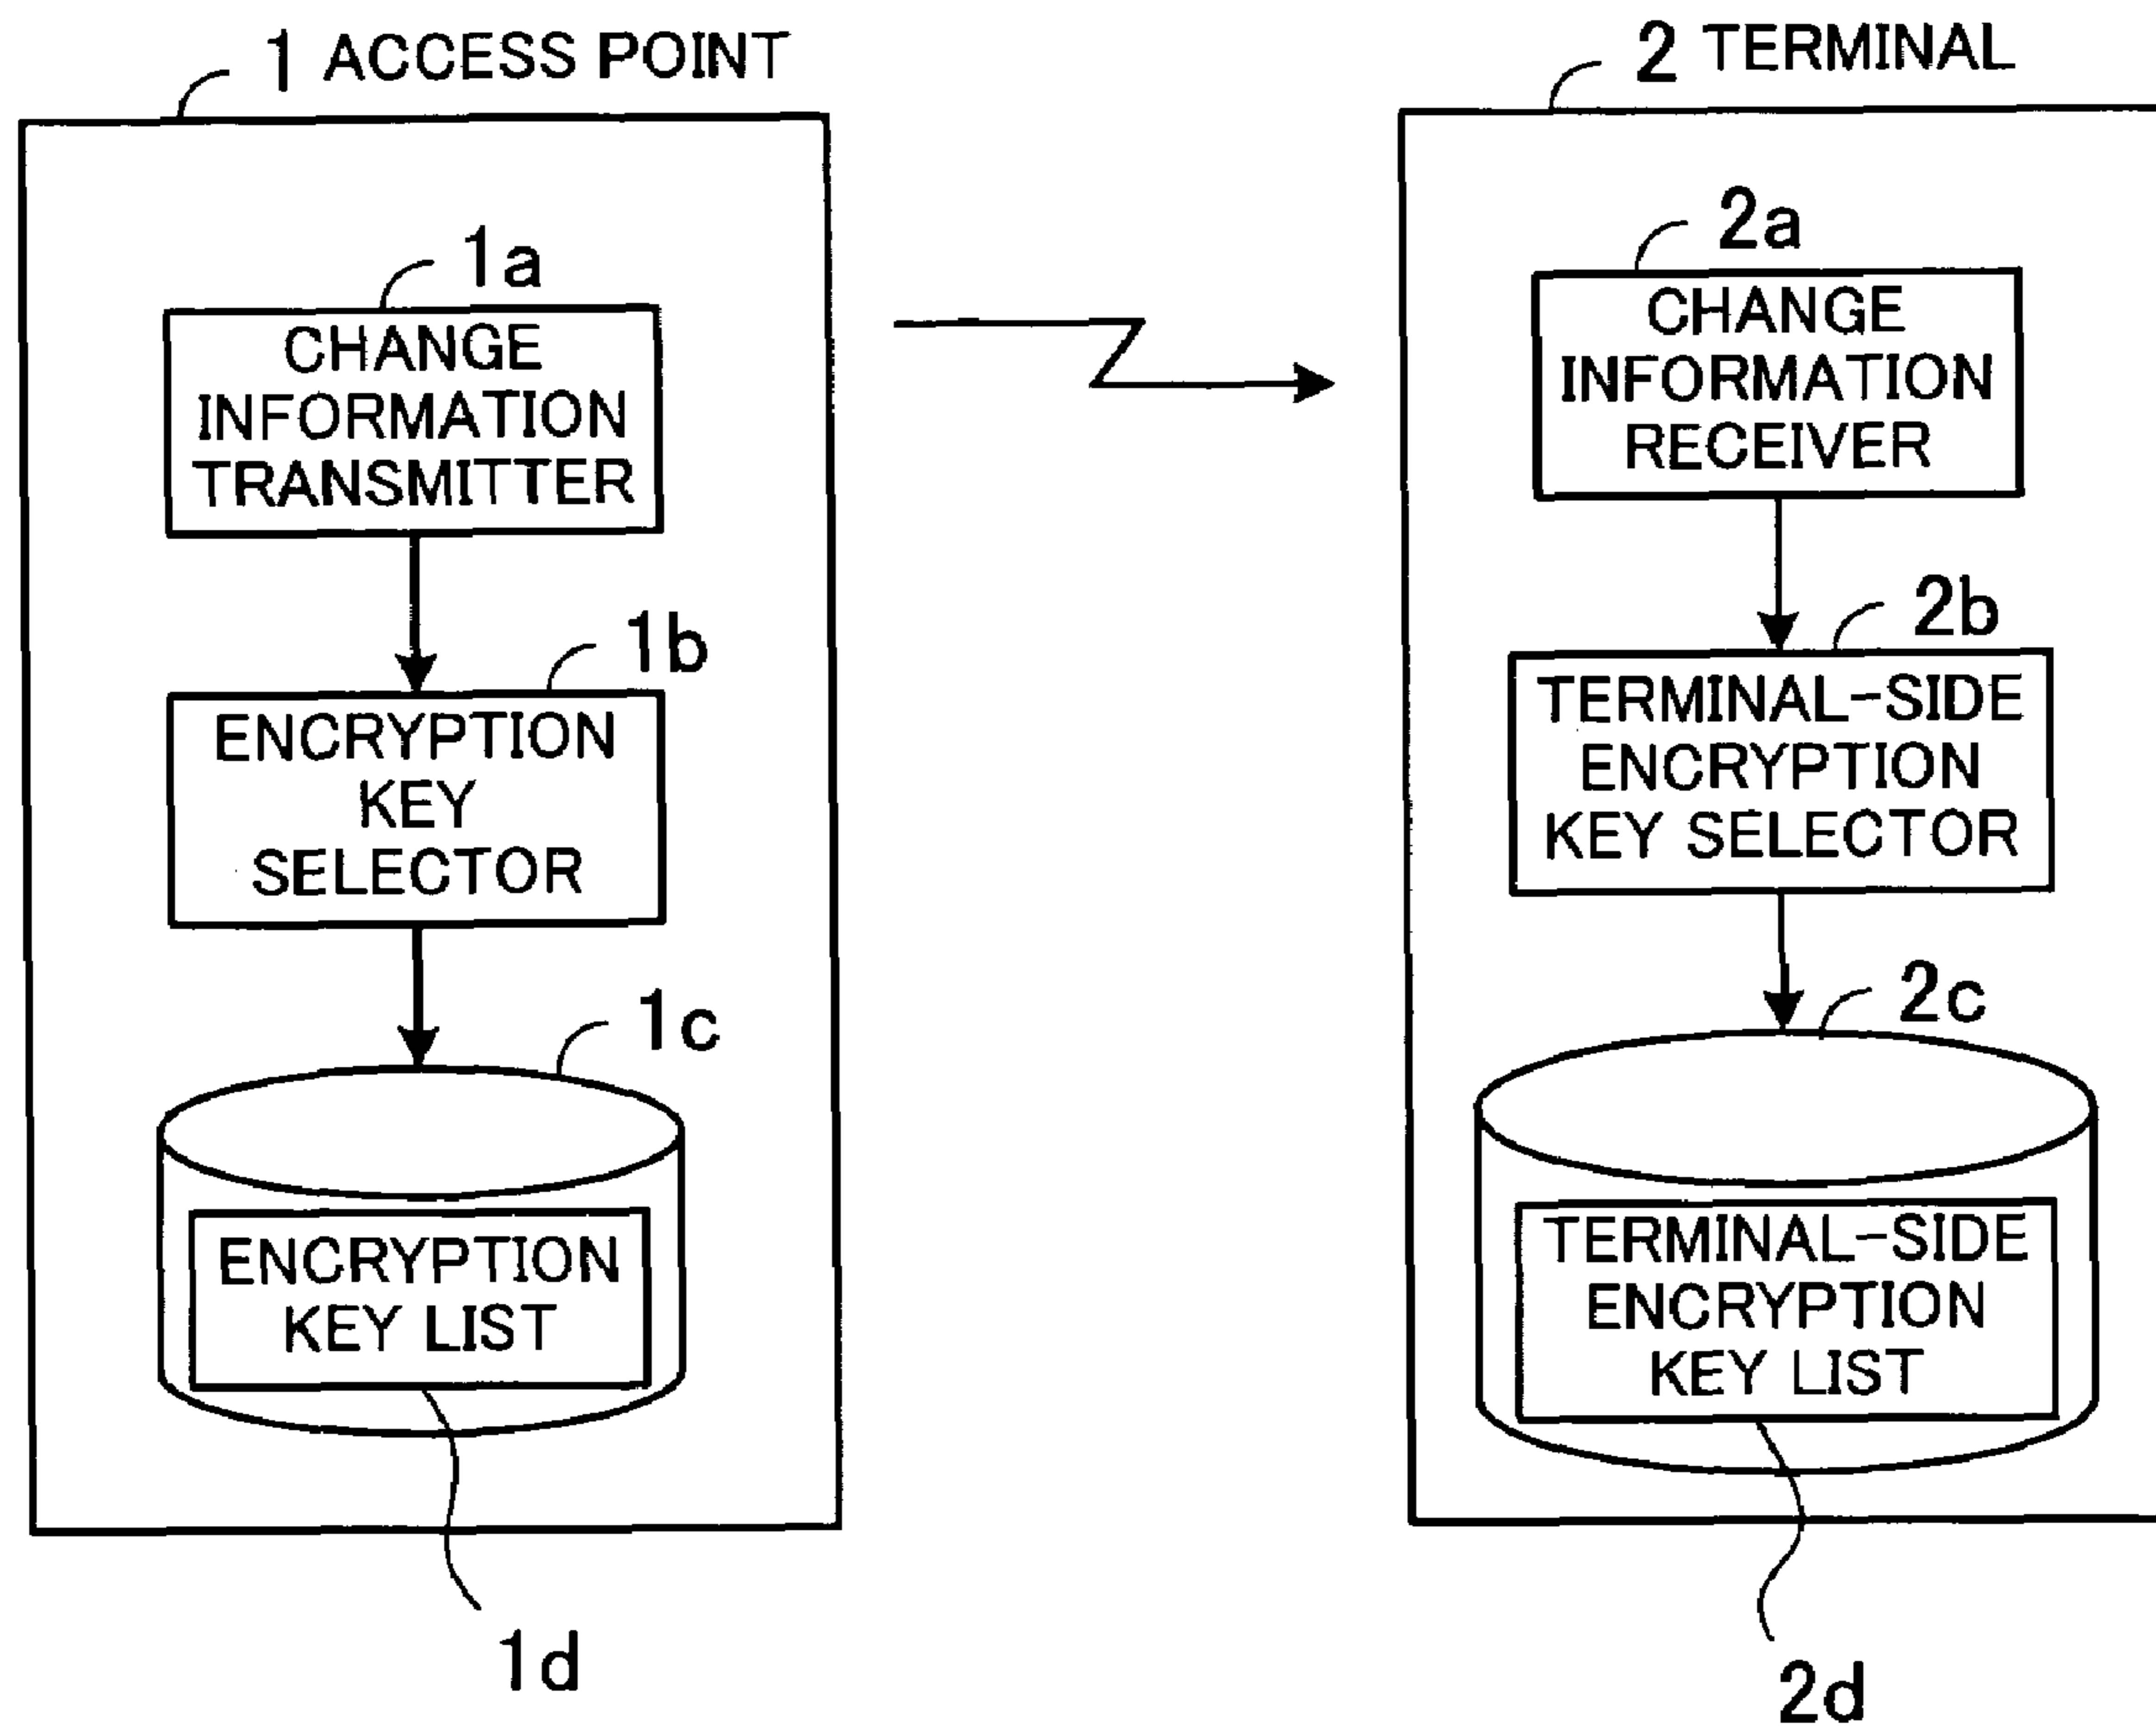 1 ACCESS POINT
1a
CHANGE
INFORMATION
TRANSMITTER
1b
ENCRYPTION
KEY
SELECTOR
1c
ENCRYPTION
KEY LIST
1d
2 TERMINAL
2a
CHANGE
INFORMATION
RECEIVER
2b
TERMINAL-SIDE
ENCRYPTION
KEY SELECTOR
2c
TERMINAL-SIDE
ENCRYPTION
KEY LIST
2d